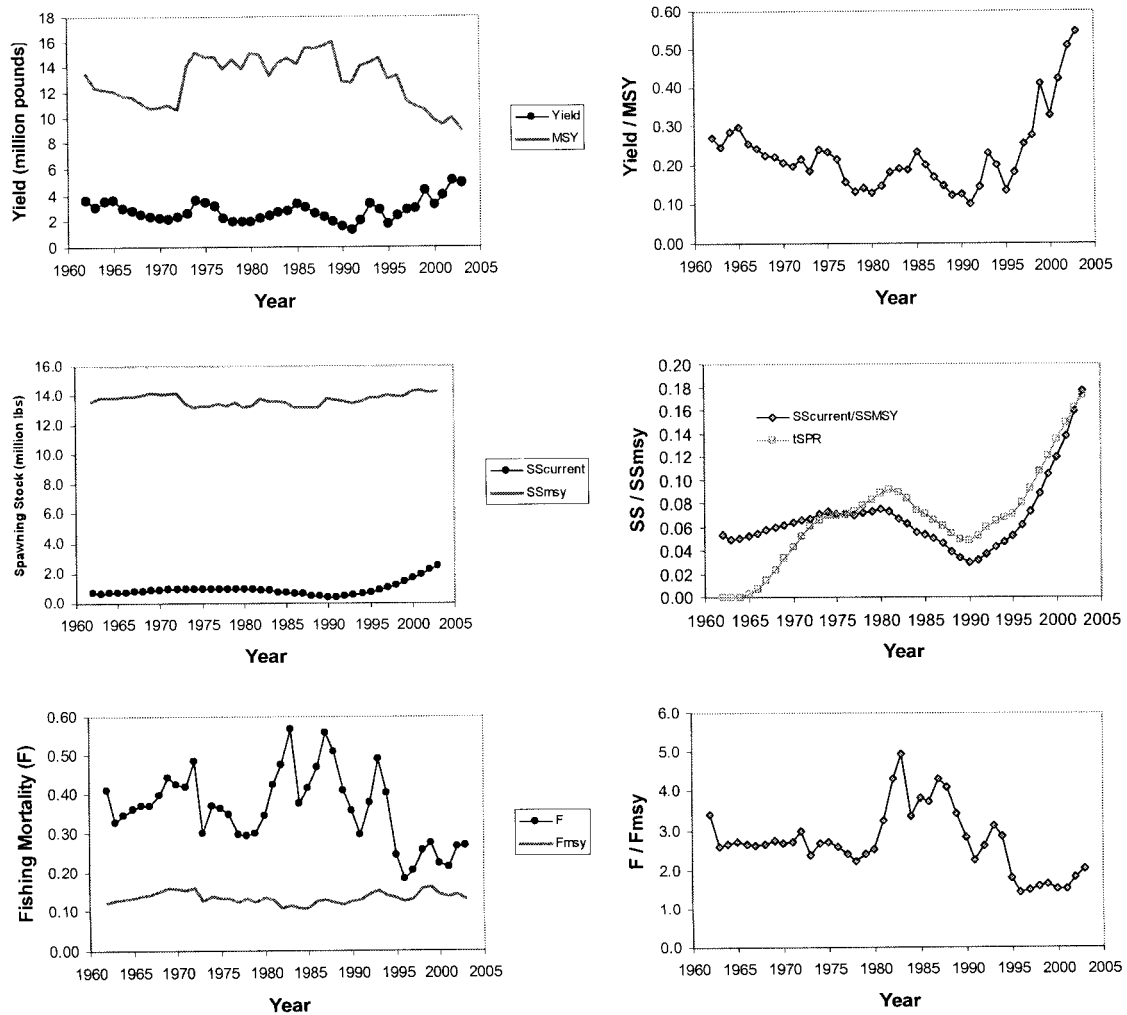 18
16
14
12
10
8
6
4
2
0
Yield (million pounds)
1960 1965 1970 1975 1980 1985 1990 1995 2000 2005
Year
Yield
MSY
0.60
0.50
0.40
0.30
0.20
0.10
0.00
Yield / MSY
1960 1965 1970 1975 1980 1985 1990 1995 2000 2005
Year
16.0
14.0
12.0
10.0
8.0
6.0
4.0
2.0
0.0
Spawning Stock (million lbs)
1960 1965 1970 1975 1980 1985 1990 1995 2000 2005
Year
SScurrent
SSmsy
0.20
0.18
0.16
0.14
0.12
0.10
0.08
0.06
0.04
0.02
0.00
SS / SSmsy
SScurrent/SSMSY
tSPR
1960 1965 1970 1975 1980 1985 1990 1995 2000 2005
Year
0.60
0.50
0.40
0.30
0.20
0.10
0.00
Fishing Mortality (F)
1960 1965 1970 1975 1980 1985 1990 1995 2000 2005
Year
F
Fmsy
6.0
5.0
4.0
3.0
2.0
1.0
0.0
F / Fmsy
1960 1965 1970 1975 1980 1985 1990 1995 2000 2005
Year